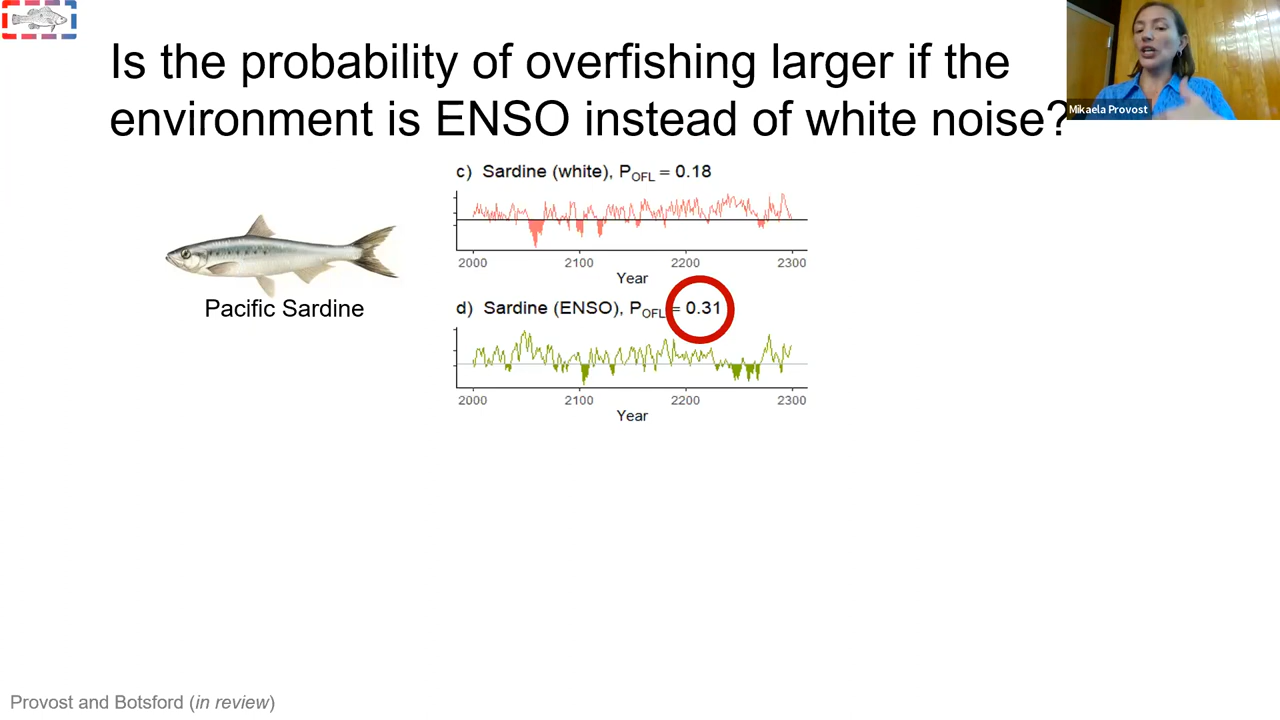 Is the probability of overfishing larger if the
environment is ENSO instead of white noise?
Mikaela Provost
c) Sardine (white), POFL = 0.18
2000 2100 2200 2300
Year
Pacific Sardine
d) Sardine (ENSO), POFL = 0.31
2000 2100 2200 2300
Year
Provost and Botsford (in review)